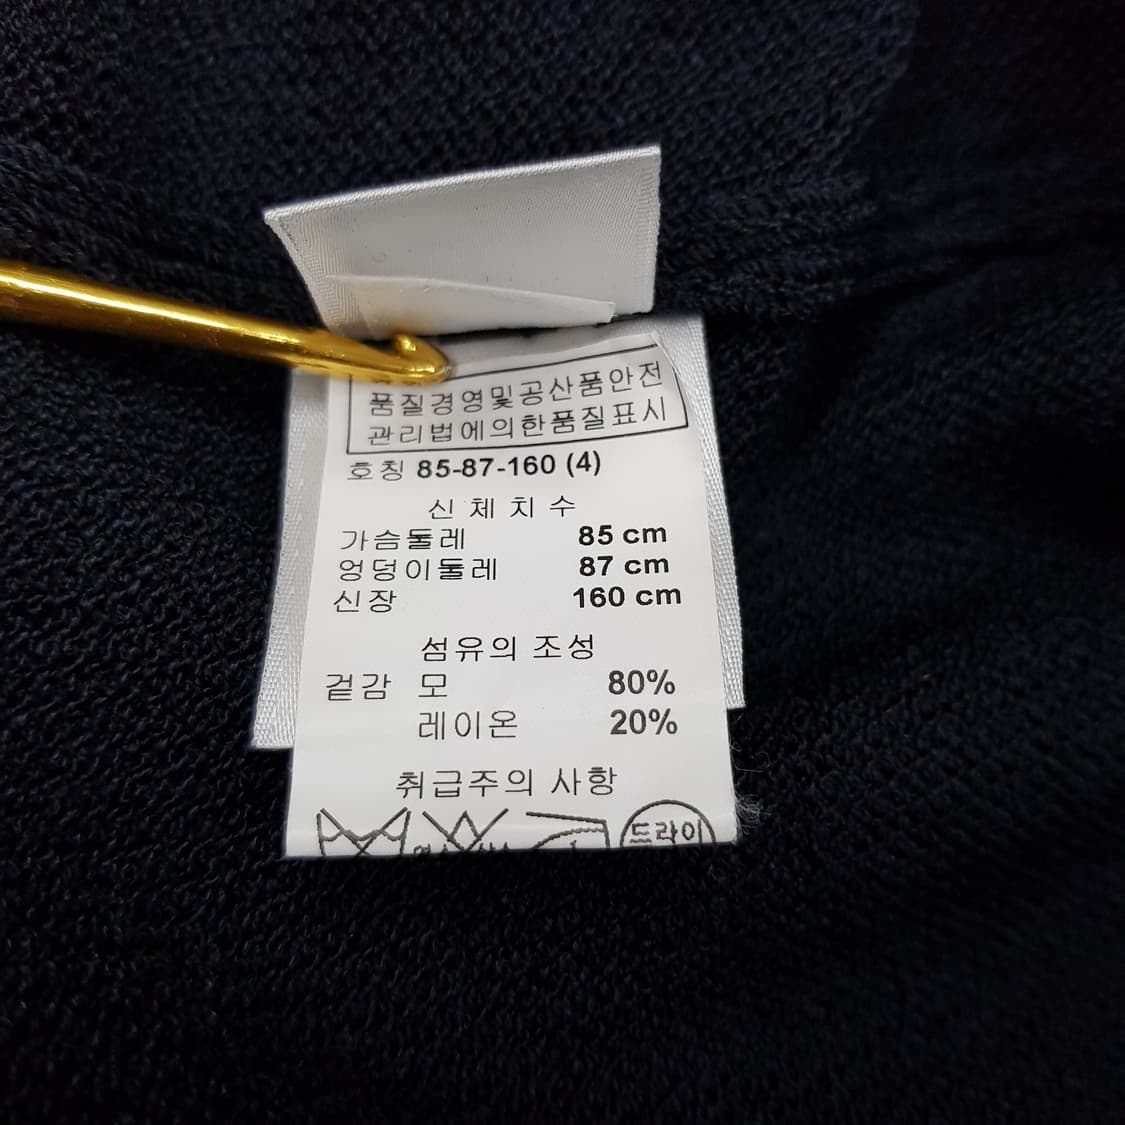 품질경영및공산품안전
관리법에의한품질표시
호칭 85-87-160 (4)
신체치수
가슴둘레 85 cm
엉덩이둘레 87 cm
신장 160 cm
섬유의 조성
겉감 모 80%
레이온 20%
취급주의 사항
드라이